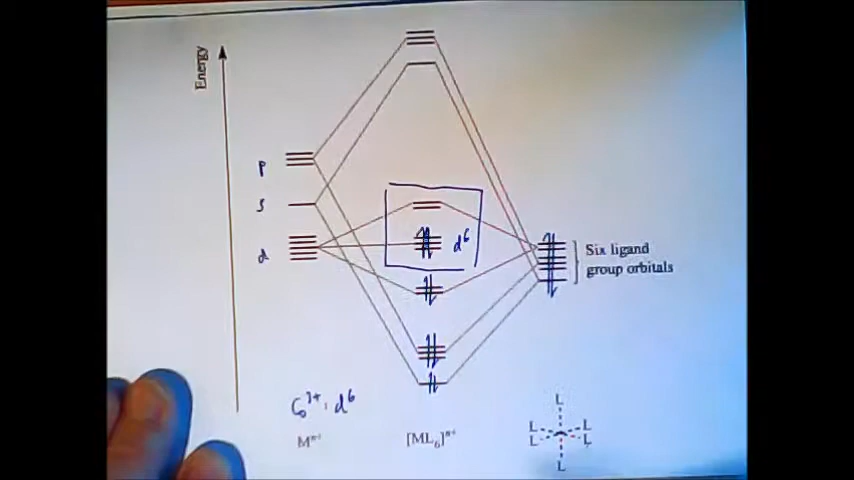 Energy
p
s
d
d⁶
Six ligand
group orbitals
Co³⁺: d⁶
Mⁿ⁺
[ML₆]ⁿ⁺
L
L L
L L
L